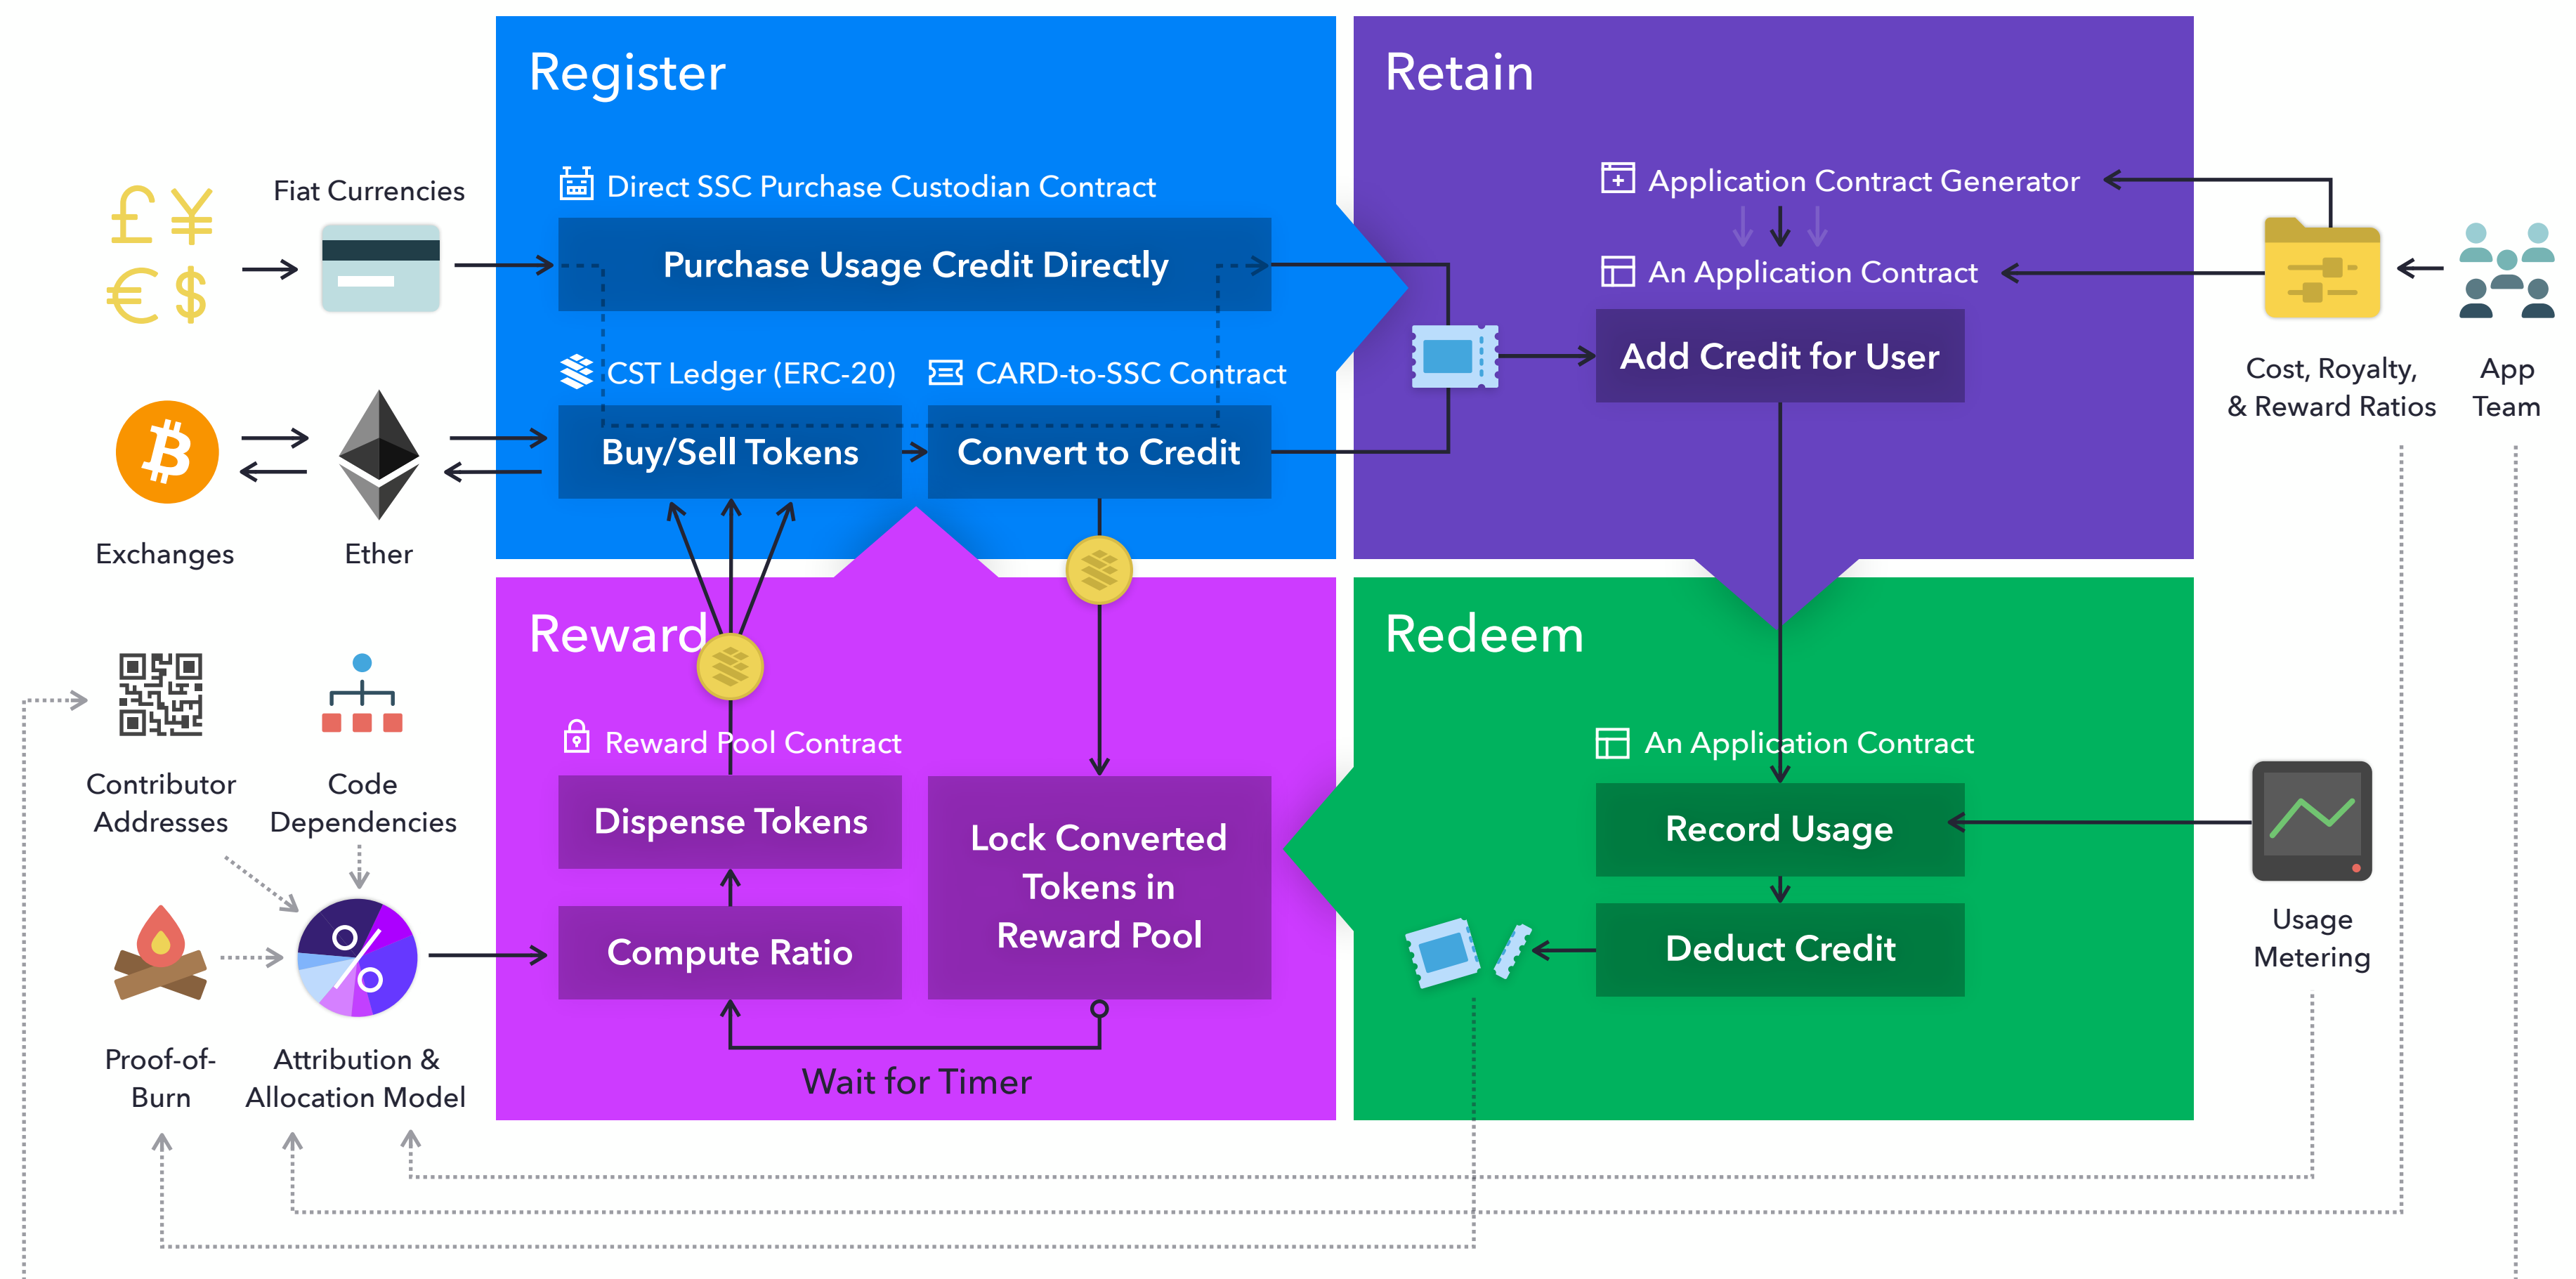 Register
Retain
Direct SSC Purchase Custodian Contract
Purchase Usage Credit Directly
CST Ledger (ERC-20)
CARD-to-SSC Contract
Buy/Sell Tokens
Convert to Credit
Application Contract Generator
An Application Contract
Add Credit for User
Fiat Currencies
£ ¥
€ $
Exchanges
Ether
Cost, Royalty,
& Reward Ratios
App
Team
Reward
Redeem
Reward Pool Contract
Dispense Tokens
Compute Ratio
Lock Converted
Tokens in
Reward Pool
Wait for Timer
An Application Contract
Record Usage
Deduct Credit
Contributor
Addresses
Code
Dependencies
Proof-of-
Burn
Attribution &
Allocation Model
Usage
Metering